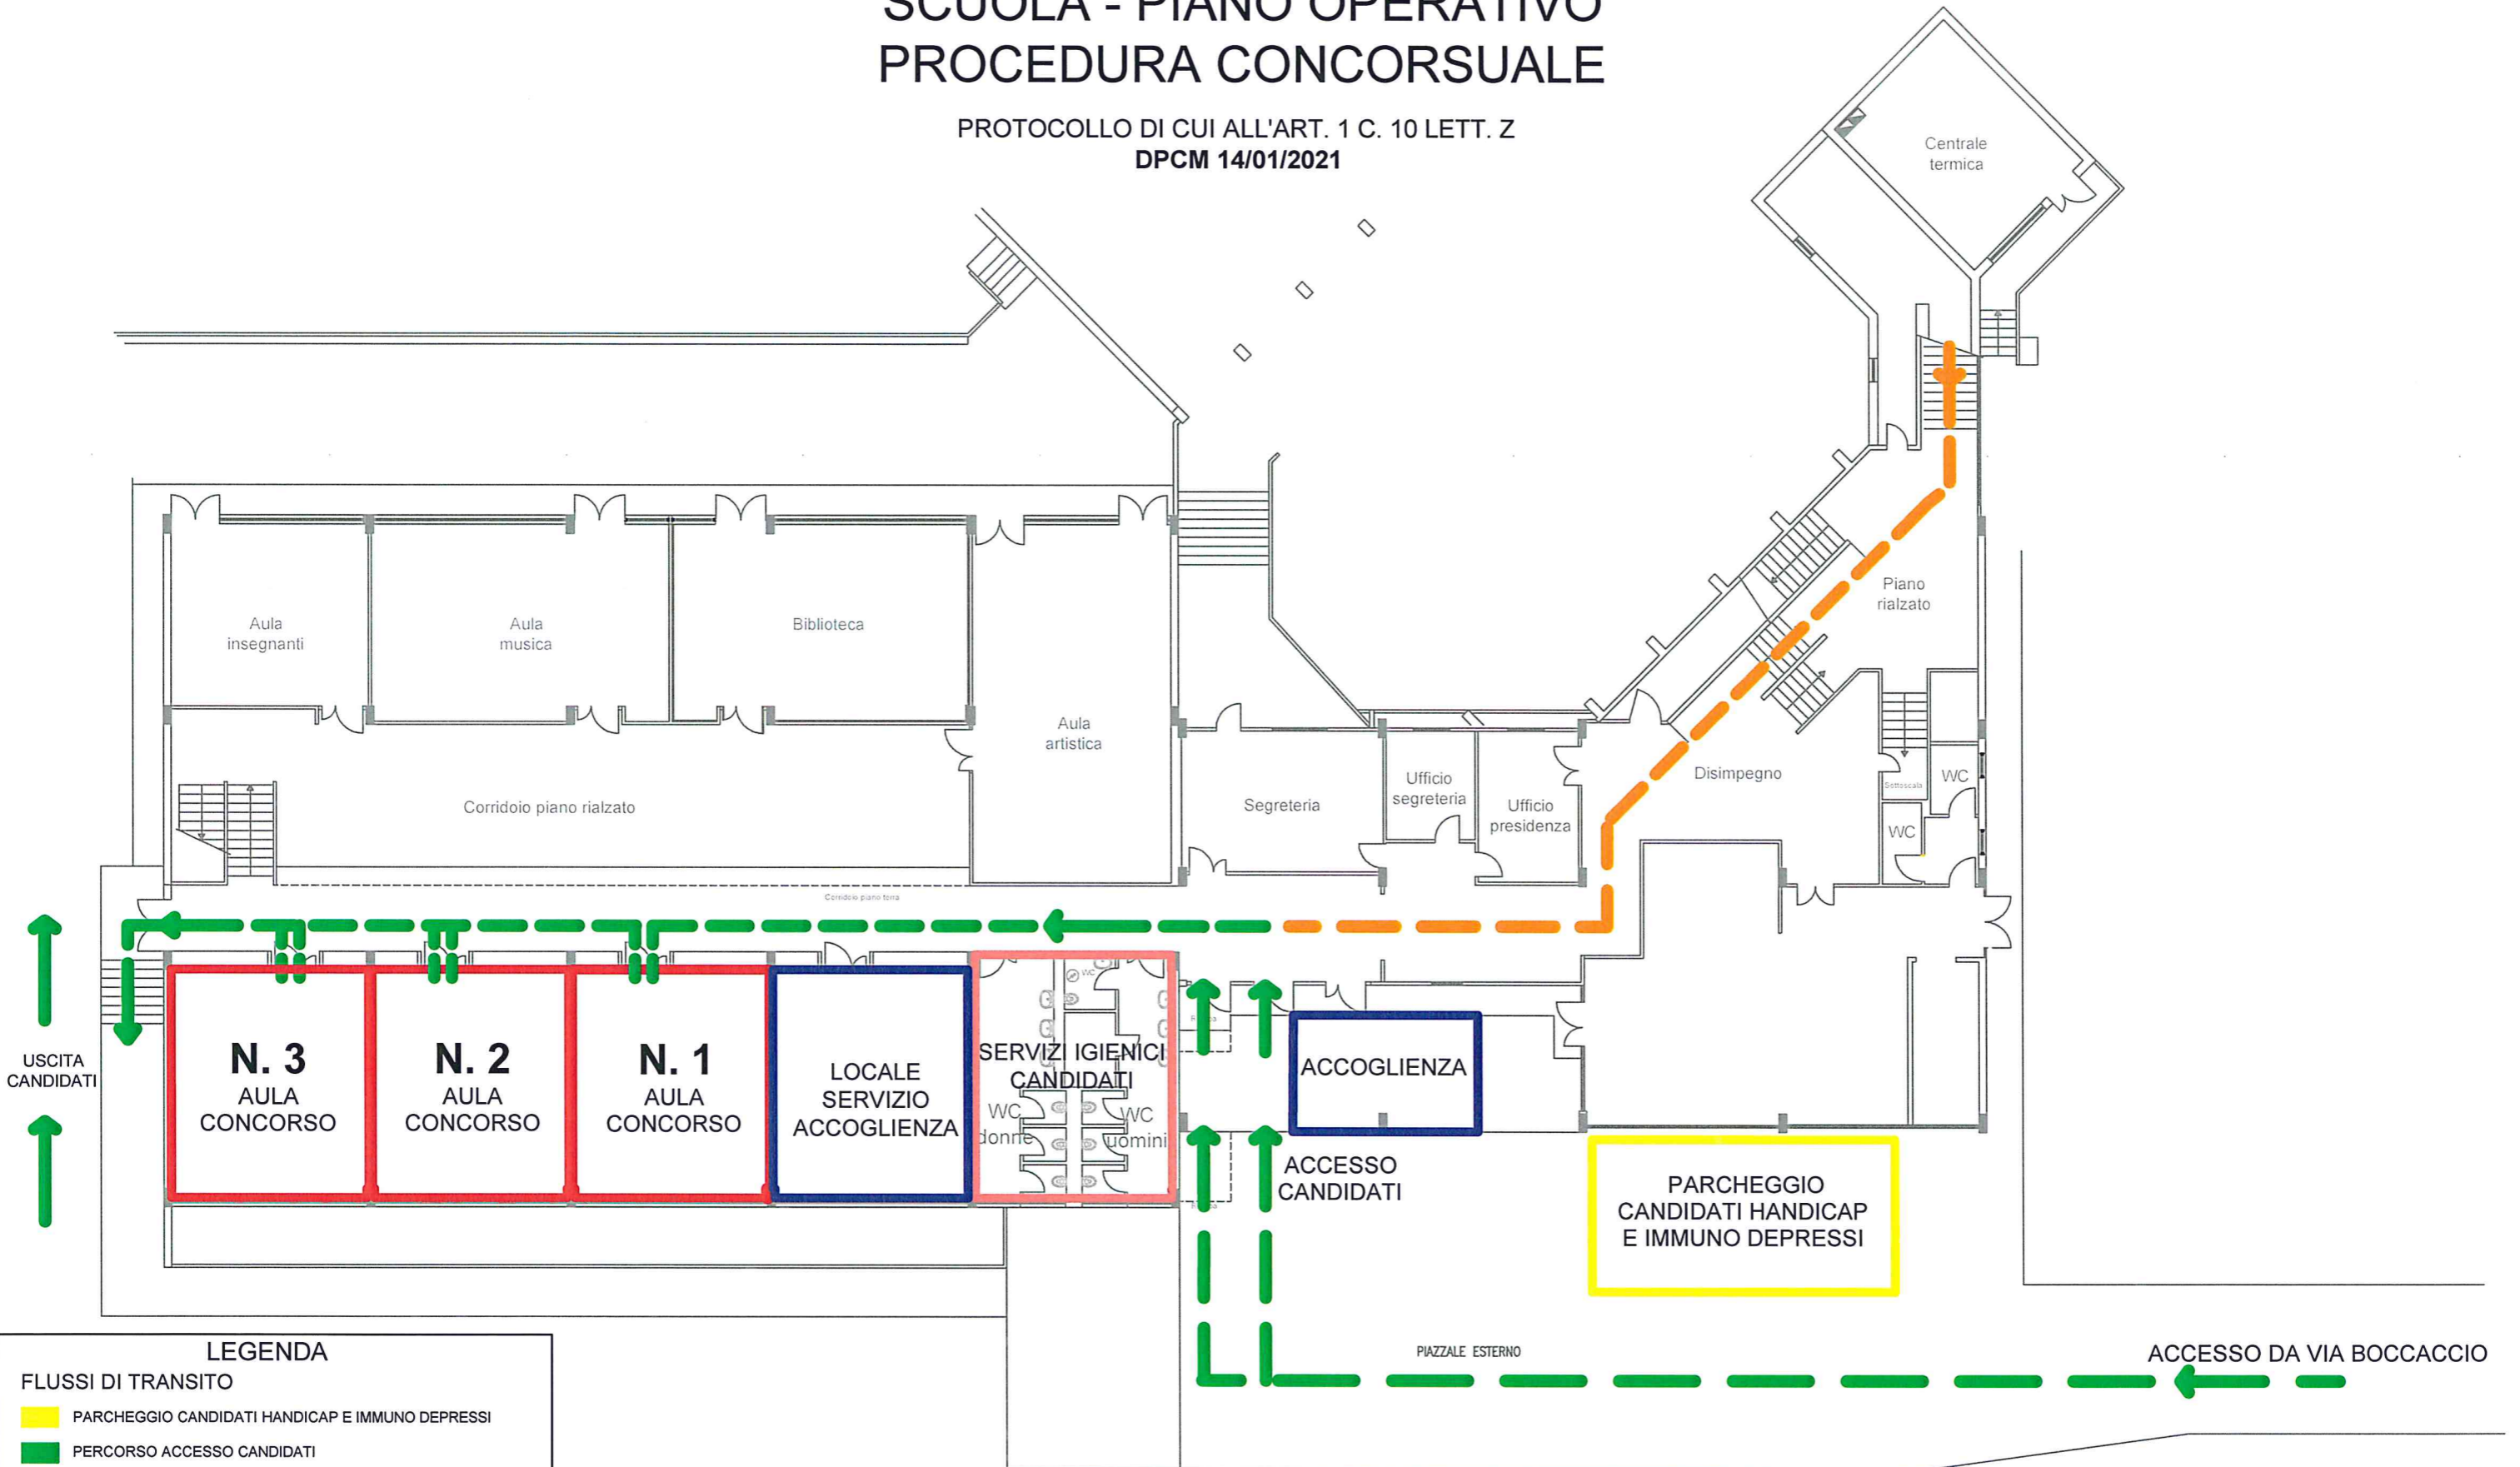 SCUOLA - PIANO OPERATIVO
PROCEDURA CONCORSUALE
PROTOCOLLO DI CUI ALL'ART. 1 C. 10 LETT. Z
DPCM 14/01/2021
Centrale
termica
Piano
rialzato
Aula
insegnanti
Aula
musica
Biblioteca
Aula
artistica
Corridoio piano rialzato
Segreteria
Ufficio
segreteria
Ufficio
presidenza
Disimpegno
Sottoscala
WC
WC
Corridoio piano terra
WC
USCITA
CANDIDATI
N. 3
AULA
CONCORSO
N. 2
AULA
CONCORSO
N. 1
AULA
CONCORSO
LOCALE
SERVIZIO
ACCOGLIENZA
SERVIZI IGIENICI
CANDIDATI
WC
donne
WC
uomini
ACCOGLIENZA
ACCESSO
CANDIDATI
PARCHEGGIO
CANDIDATI HANDICAP
E IMMUNO DEPRESSI
PIAZZALE ESTERNO
ACCESSO DA VIA BOCCACCIO
LEGENDA
FLUSSI DI TRANSITO
PARCHEGGIO CANDIDATI HANDICAP E IMMUNO DEPRESSI
PERCORSO ACCESSO CANDIDATI